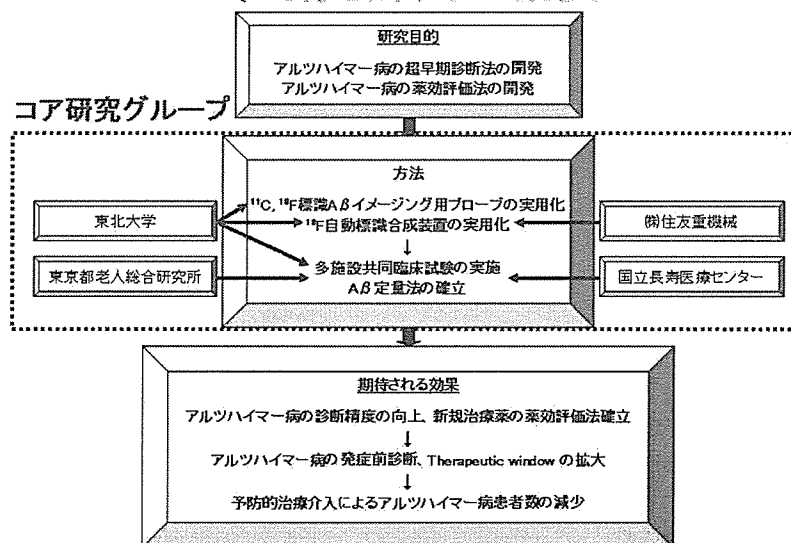 研究目的
アルツハイマー病の超早期診断法の開発
アルツハイマー病の薬効評価法の開発
コア研究グループ
方法
¹¹C, ¹⁸F標識Aβイメージング用プローブの実用化
¹⁸F自動標識合成装置の実用化
↓
多施設共同臨床試験の実施
Aβ定量法の確立
東北大学
東京都老人総合研究所
㈱住友重機械
国立長寿医療センター
期待される効果
アルツハイマー病の診断精度の向上、新規治療薬の薬効評価法確立
↓
アルツハイマー病の発症前診断、Therapeutic window の拡大
↓
予防的治療介入によるアルツハイマー病患者数の減少